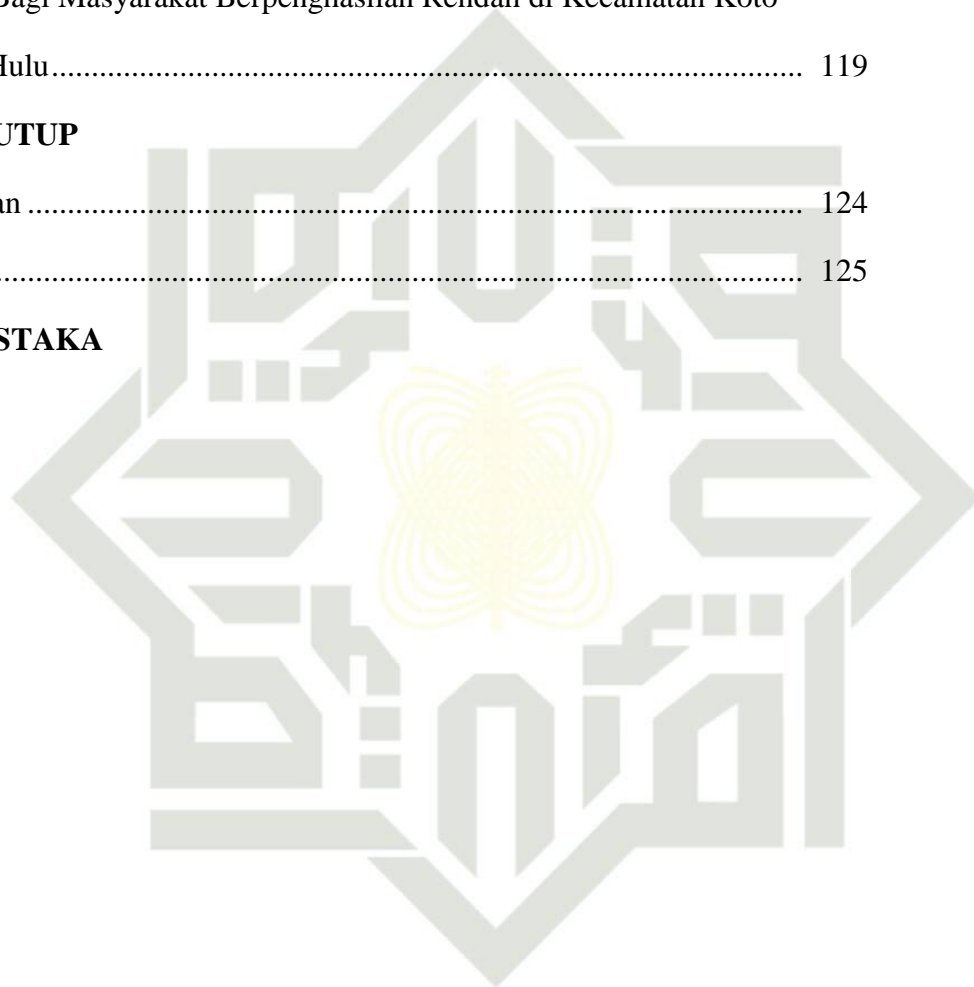 Bagi Masyarakat Berpenghasilan Rendah di Kecamatan Koto
Hulu.......................................................................................... 119
UTUP
an ............................................................................................. 124
................................................................................................. 125
STAKA